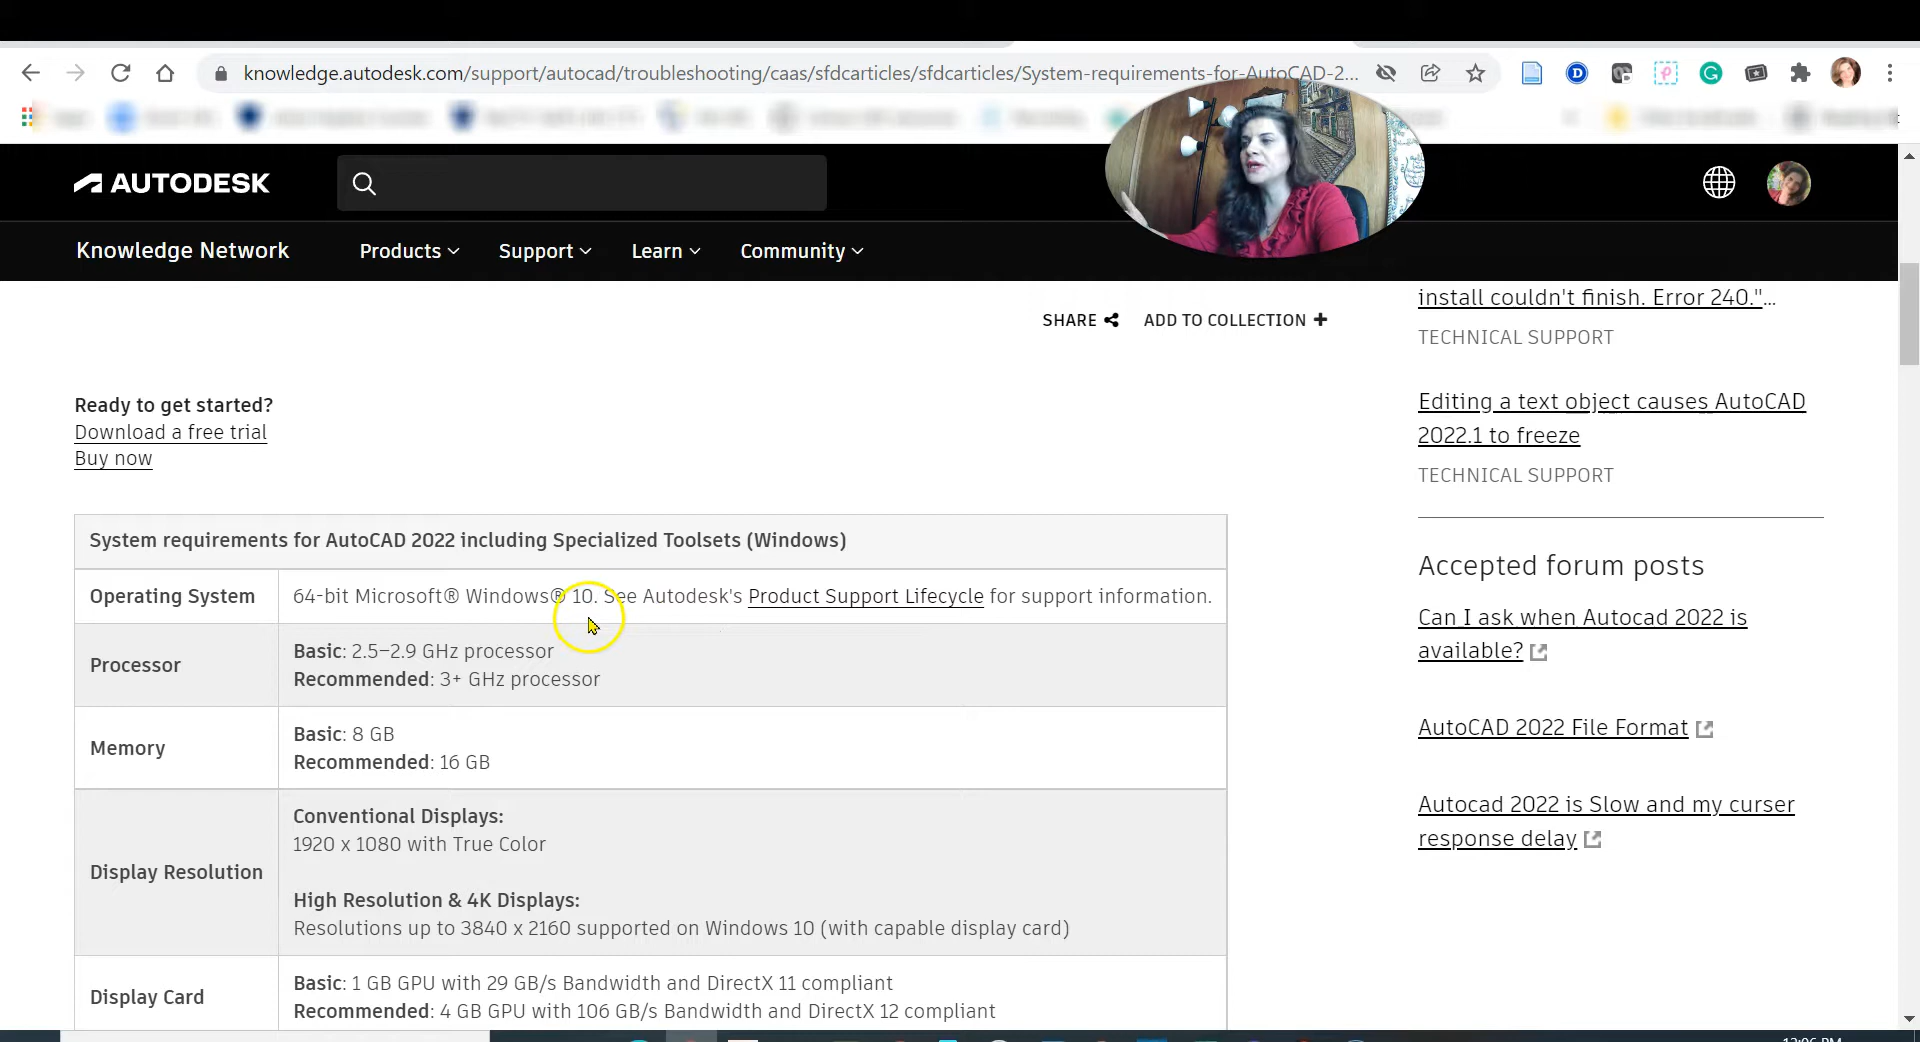 knowledge.autodesk.com/support/autocad/troubleshooting/caas/sfdcarticles/sfdcarticles/System-requirements-for-AutoCAD-2...
AUTODESK
Knowledge Network
Products
Support
Learn
Community
SHARE
ADD TO COLLECTION +
Ready to get started?
Download a free trial
Buy now
System requirements for AutoCAD 2022 including Specialized Toolsets (Windows)
Operating System
64-bit Microsoft® Windows® 10. See Autodesk's Product Support Lifecycle for support information.
Processor
Basic: 2.5–2.9 GHz processor
Recommended: 3+ GHz processor
Memory
Basic: 8 GB
Recommended: 16 GB
Display Resolution
Conventional Displays:
1920 x 1080 with True Color
High Resolution & 4K Displays:
Resolutions up to 3840 x 2160 supported on Windows 10 (with capable display card)
Display Card
Basic: 1 GB GPU with 29 GB/s Bandwidth and DirectX 11 compliant
Recommended: 4 GB GPU with 106 GB/s Bandwidth and DirectX 12 compliant
install couldn't finish. Error 240."...
TECHNICAL SUPPORT
Editing a text object causes AutoCAD
2022.1 to freeze
TECHNICAL SUPPORT
Accepted forum posts
Can I ask when Autocad 2022 is
available?
AutoCAD 2022 File Format
Autocad 2022 is Slow and my curser
response delay